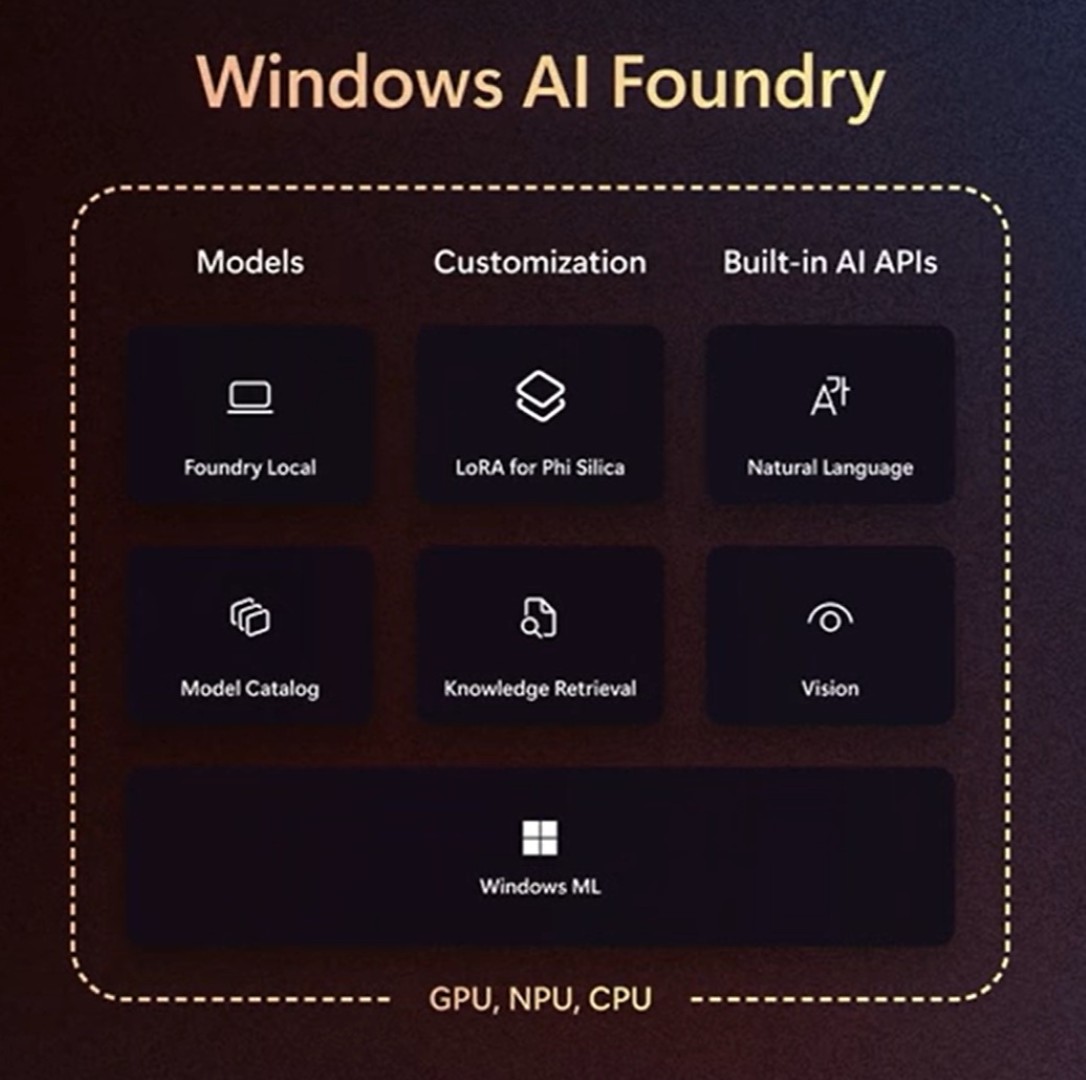 Windows AI Foundry
Models
Customization
Built-in AI APIs
Foundry Local
LoRA for Phi Silica
Natural Language
Model Catalog
Knowledge Retrieval
Vision
Windows ML
GPU, NPU, CPU